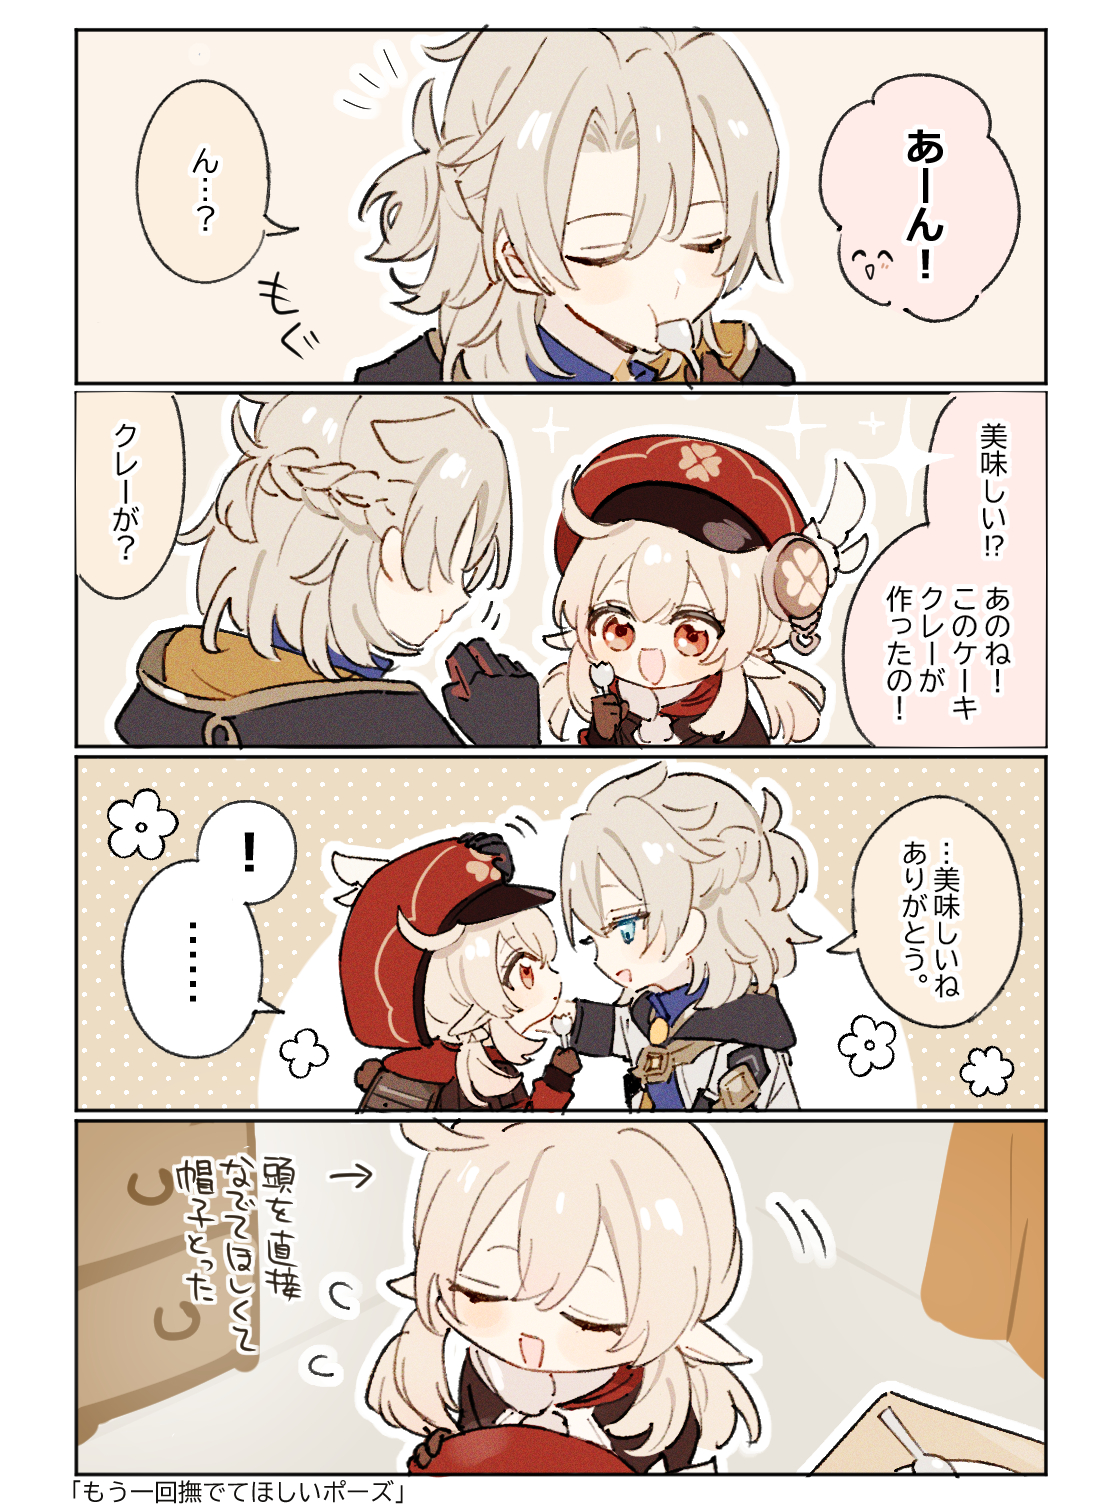 あーん！
ん…？
もぐ
美味しい!?
あのね！
このケーキ
クレーが
作ったの！
クレーが？
…美味しいね
ありがとう。
！
……
頭を直接
なでてほしくて
帽子とった
→
「もう一回撫でてほしいポーズ」